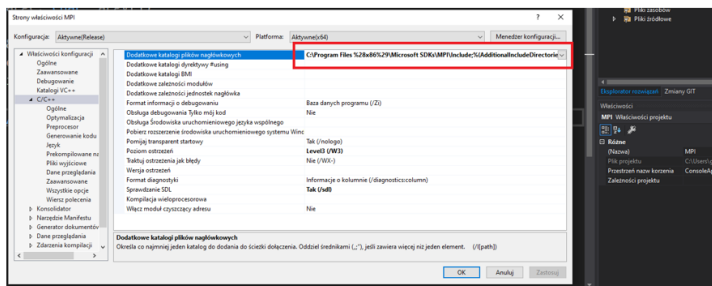 Strony właściwości MPI
Konfiguracja: Aktywne(Release)
Platforma: Aktywne(x64)
Menedżer konfiguracji...
Właściwości konfiguracji
Ogólne
Zaawansowane
Debugowanie
Katalogi VC++
C/C++
Ogólne
Optymalizacja
Preprocesor
Generowanie kodu
Język
Prekompilowane na
Pliki wyjściowe
Dane przeglądania
Zaawansowane
Wszystkie opcje
Wiersz polecenia
Konsolidator
Narzędzie Manifestu
Generator dokumentów
Dane przeglądania
Zdarzenia kompilacji
Dodatkowe katalogi plików nagłówkowych C:\Program Files %28x86%29\Microsoft SDKs\MPI\Include;%(AdditionalIncludeDirectorie
Dodatkowe katalogi dyrektywy #using
Dodatkowe katalogi BMI
Dodatkowe zależności modułów
Dodatkowe zależności jednostek nagłówka
Format informacji o debugowaniu Baza danych programu (/Zi)
Obsługa debugowania Tylko mój kod Nie
Obsługa Środowiska uruchomieniowego języka wspólnego
Pobierz rozszerzenie środowiska uruchomieniowego systemu Winc
Pomijaj transparent startowy Tak (/nologo)
Poziom ostrzeżeń Level3 (/W3)
Traktuj ostrzeżenia jak błędy Nie (/WX-)
Wersja ostrzeżeń
Format diagnostyki Informacje o kolumnie (/diagnostics:column)
Sprawdzanie SDL Tak (/sdl)
Kompilacja wieloprocesorowa
Włącz moduł czyszczący adresu Nie
Dodatkowe katalogi plików nagłówkowych
Określa co najmniej jeden katalog do dodania do ścieżki dołączenia. Oddziel średnikami („;”), jeśli zawiera więcej niż jeden element. (/I[path])
OK
Anuluj
Zastosuj
Pliki zasobów
Pliki źródłowe
Eksplorator rozwiązań Zmiany GIT
Właściwości
MPI Właściwości projektu
Różne
(Nazwa) MPI
Plik projektu
Przestrzeń nazw korzenia ConsoleAp
Zależności projektu